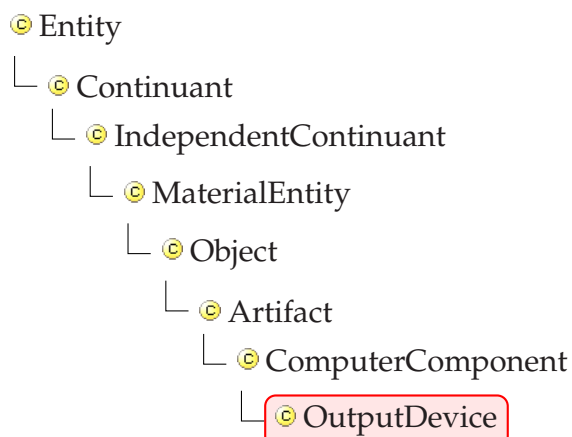 Entity
Continuant
IndependentContinuant
MaterialEntity
Object
Artifact
ComputerComponent
OutputDevice